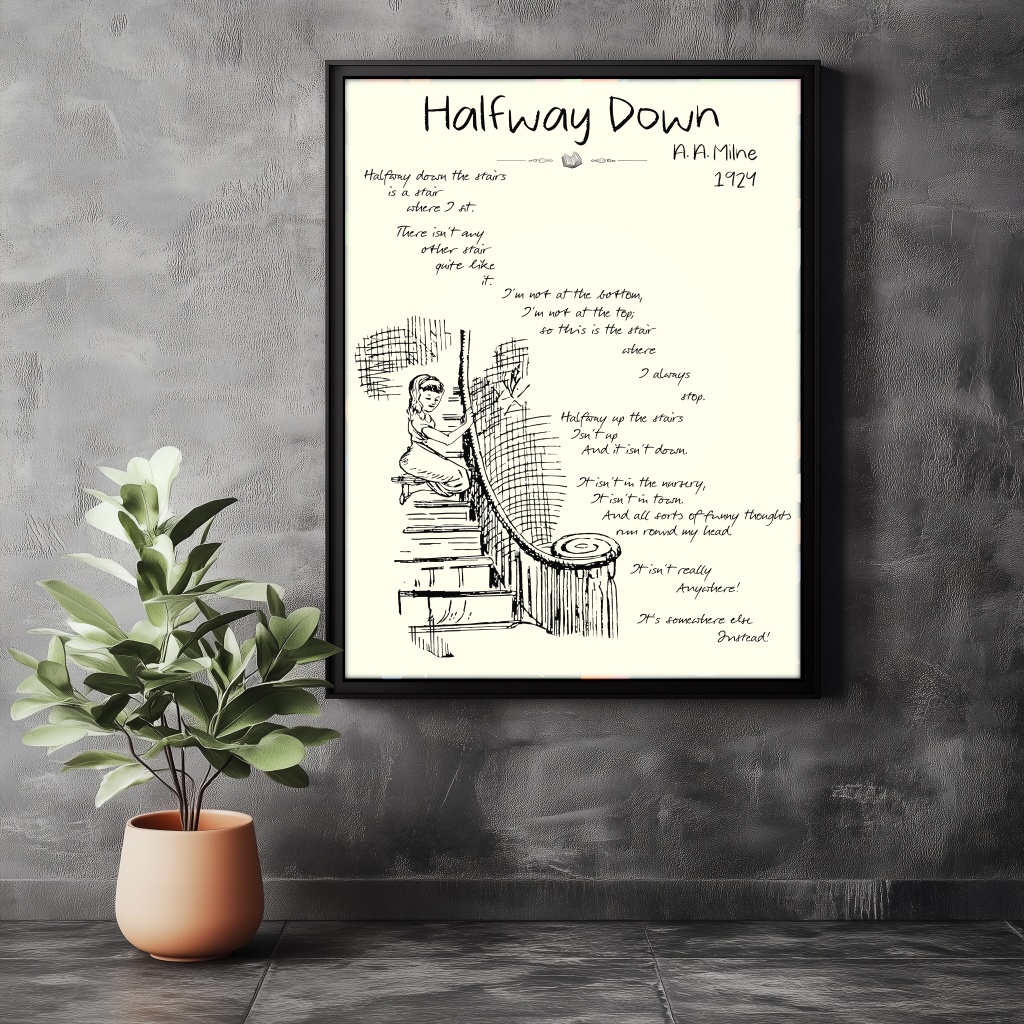 Halfway Down
A. A. Milne
1924
Halfway down the stairs
is a stair
where I sit.
There isn't any
other stair
quite like
it.
I'm not at the bottom,
I'm not at the top;
so this is the stair
where
I always
stop.
Halfway up the stairs
Isn't up
And it isn't down.
It isn't in the nursery,
It isn't in town.
And all sorts of funny thoughts
run round my head.
It isn't really
Anywhere!
It's somewhere else
Instead!